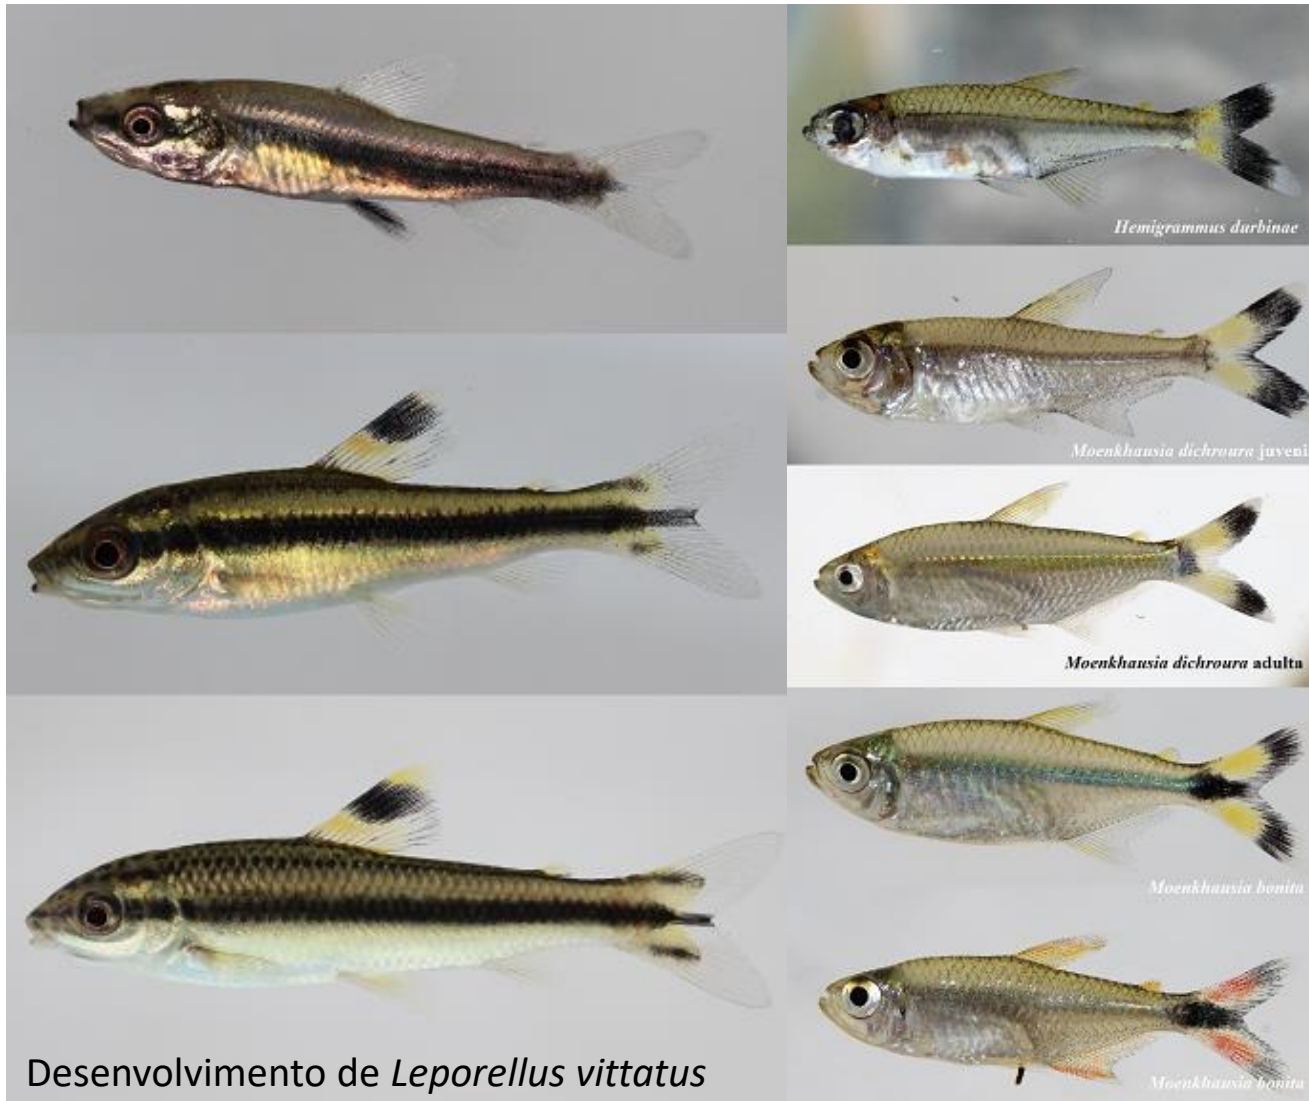 Hemigrammus durbinae
Moenkhausia dichroura juveni
Moenkhausia dichroura adulta
Moenkhausia bonita
Moenkhausia bonita
Desenvolvimento de Leporellus vittatus